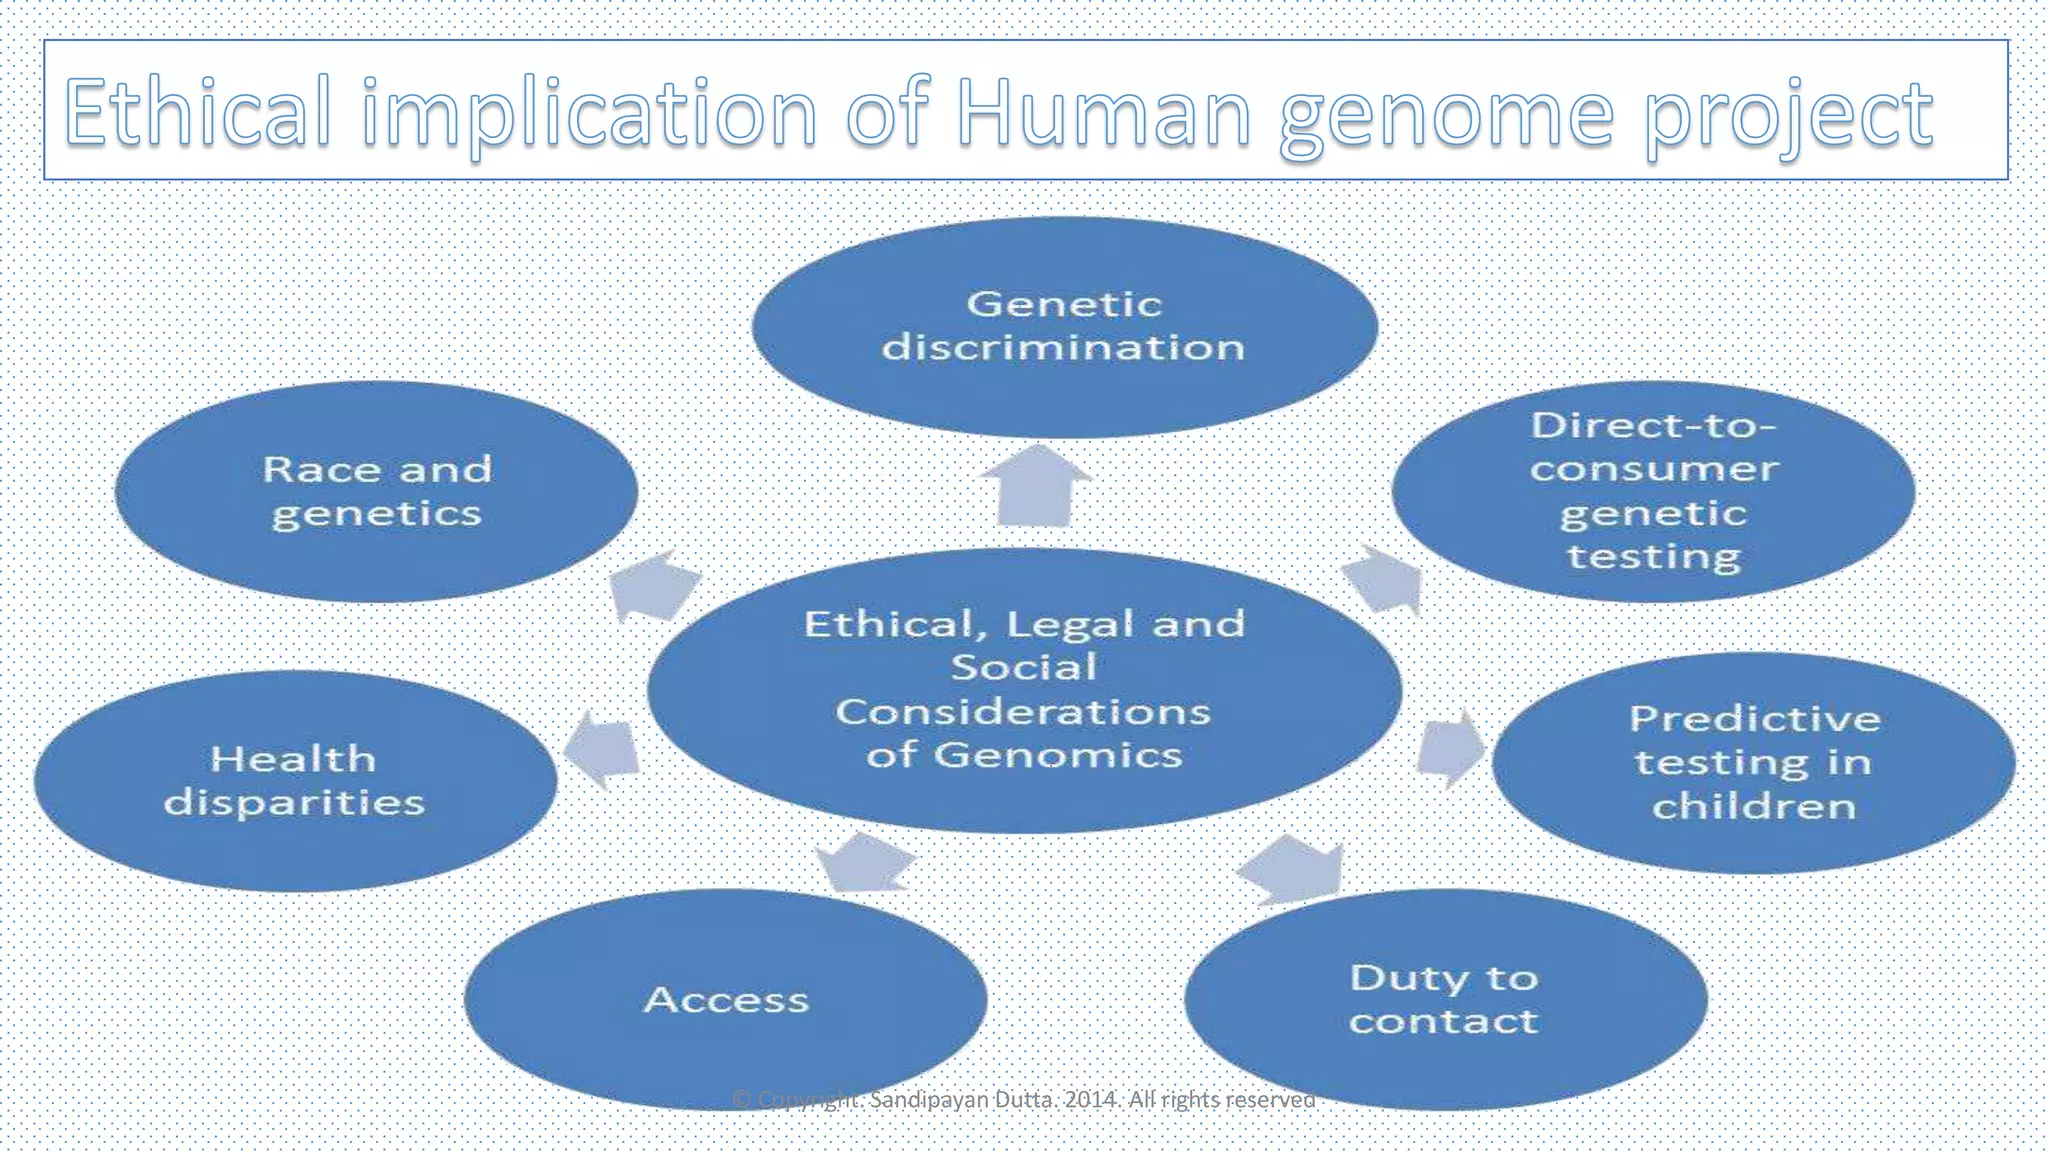 Ethical implication of Human genome project
Genetic
discrimination
Direct-to-
consumer
genetic
testing
Race and
genetics
Ethical, Legal and
Social
Considerations
of Genomics
Predictive
testing in
children
Health
disparities
Access
Duty to
contact
© Copyright. Sandipayan Dutta. 2014. All rights reserved